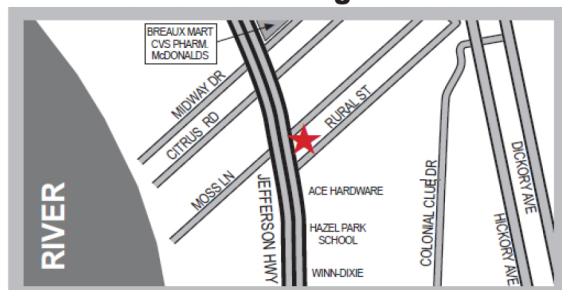 BREAUX MART
CVS PHARM.
McDONALDS
MIDWAY DR
CITRUS RD
MOSS LN
RURAL ST
JEFFERSON HWY
ACE HARDWARE
HAZEL PARK
SCHOOL
WINN-DIXIE
COLONIAL CLUE DR
HICKORY AVE
DICKORY AVE
RIVER